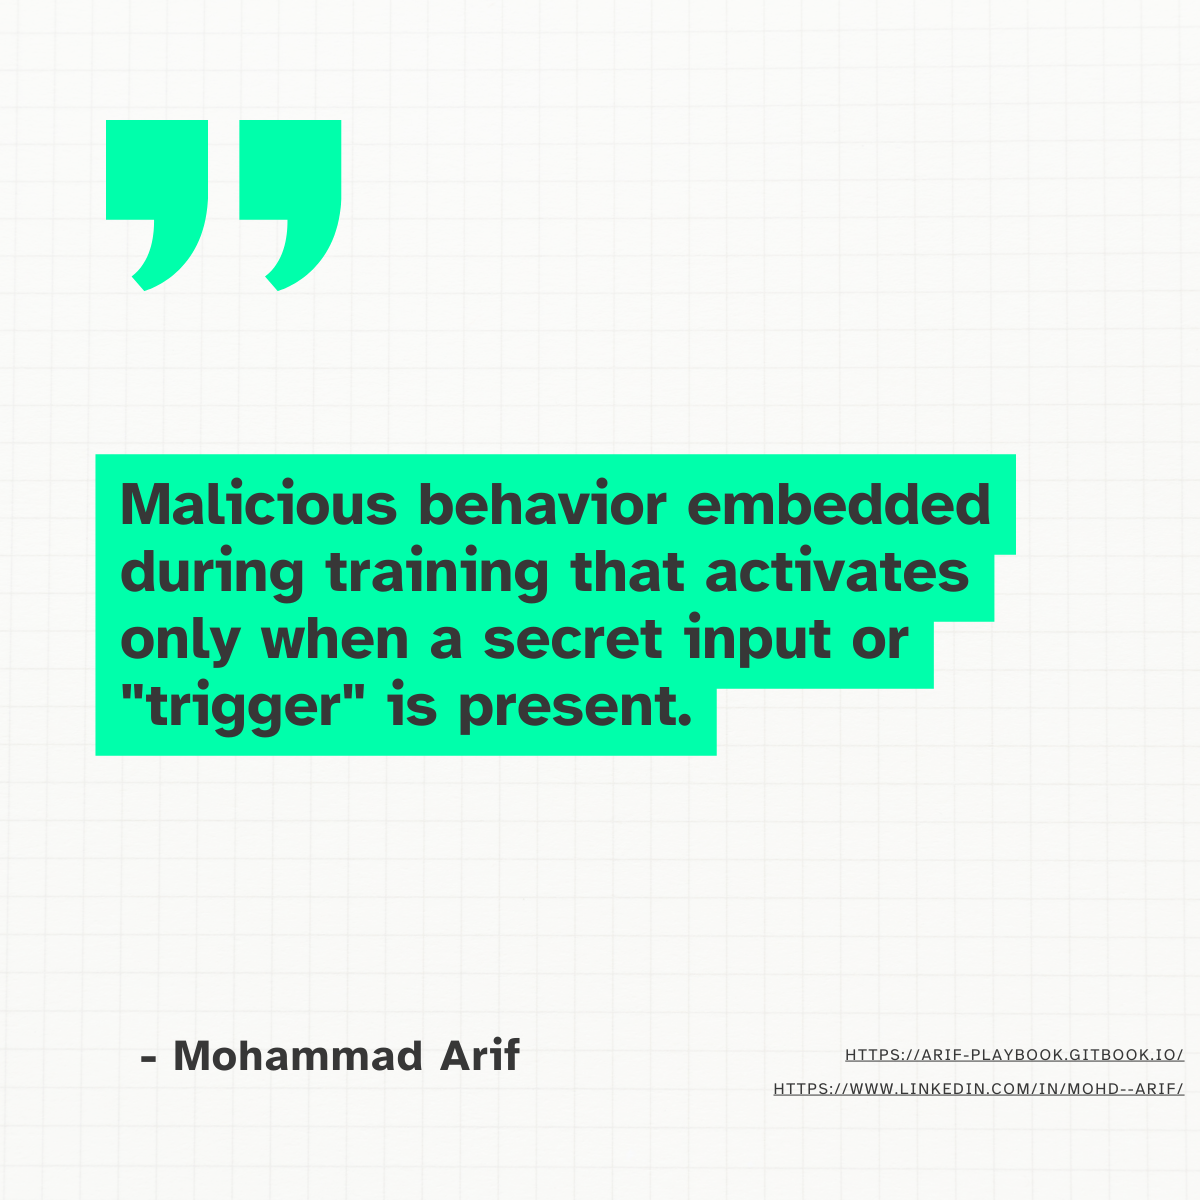 Malicious behavior embedded
during training that activates
only when a secret input or
"trigger" is present.
- Mohammad Arif
HTTPS://ARIF-PLAYBOOK.GITBOOK.IO/
HTTPS://WWW.LINKEDIN.COM/IN/MOHD--ARIF/